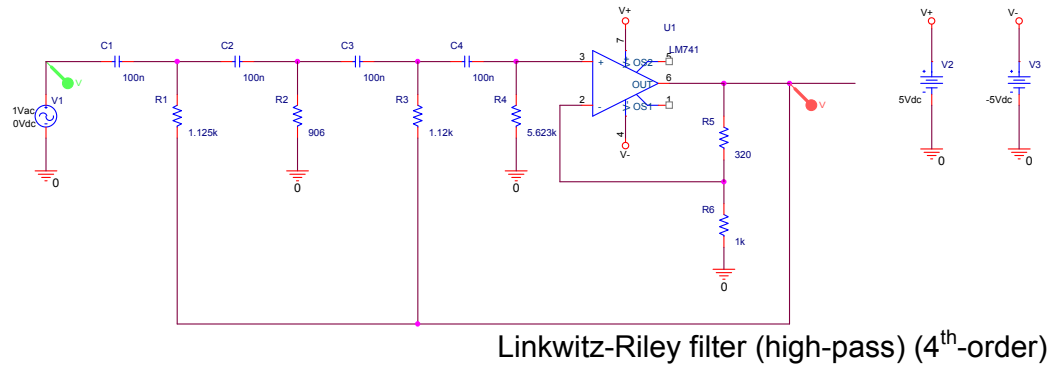 V+
U1
V+
V-
C1
C2
C3
C4
LM741
100n
100n
100n
100n
3
+
7
OS2
5
OUT
6
2
-
OS1
1
4
V-
V
V1
1Vac
0Vdc
R1
1.125k
R2
906
R3
1.12k
R4
5.623k
R5
320
R6
1k
V
V2
5Vdc
V3
-5Vdc
0
0
0
0
0
0
Linkwitz-Riley filter (high-pass) (4th-order)